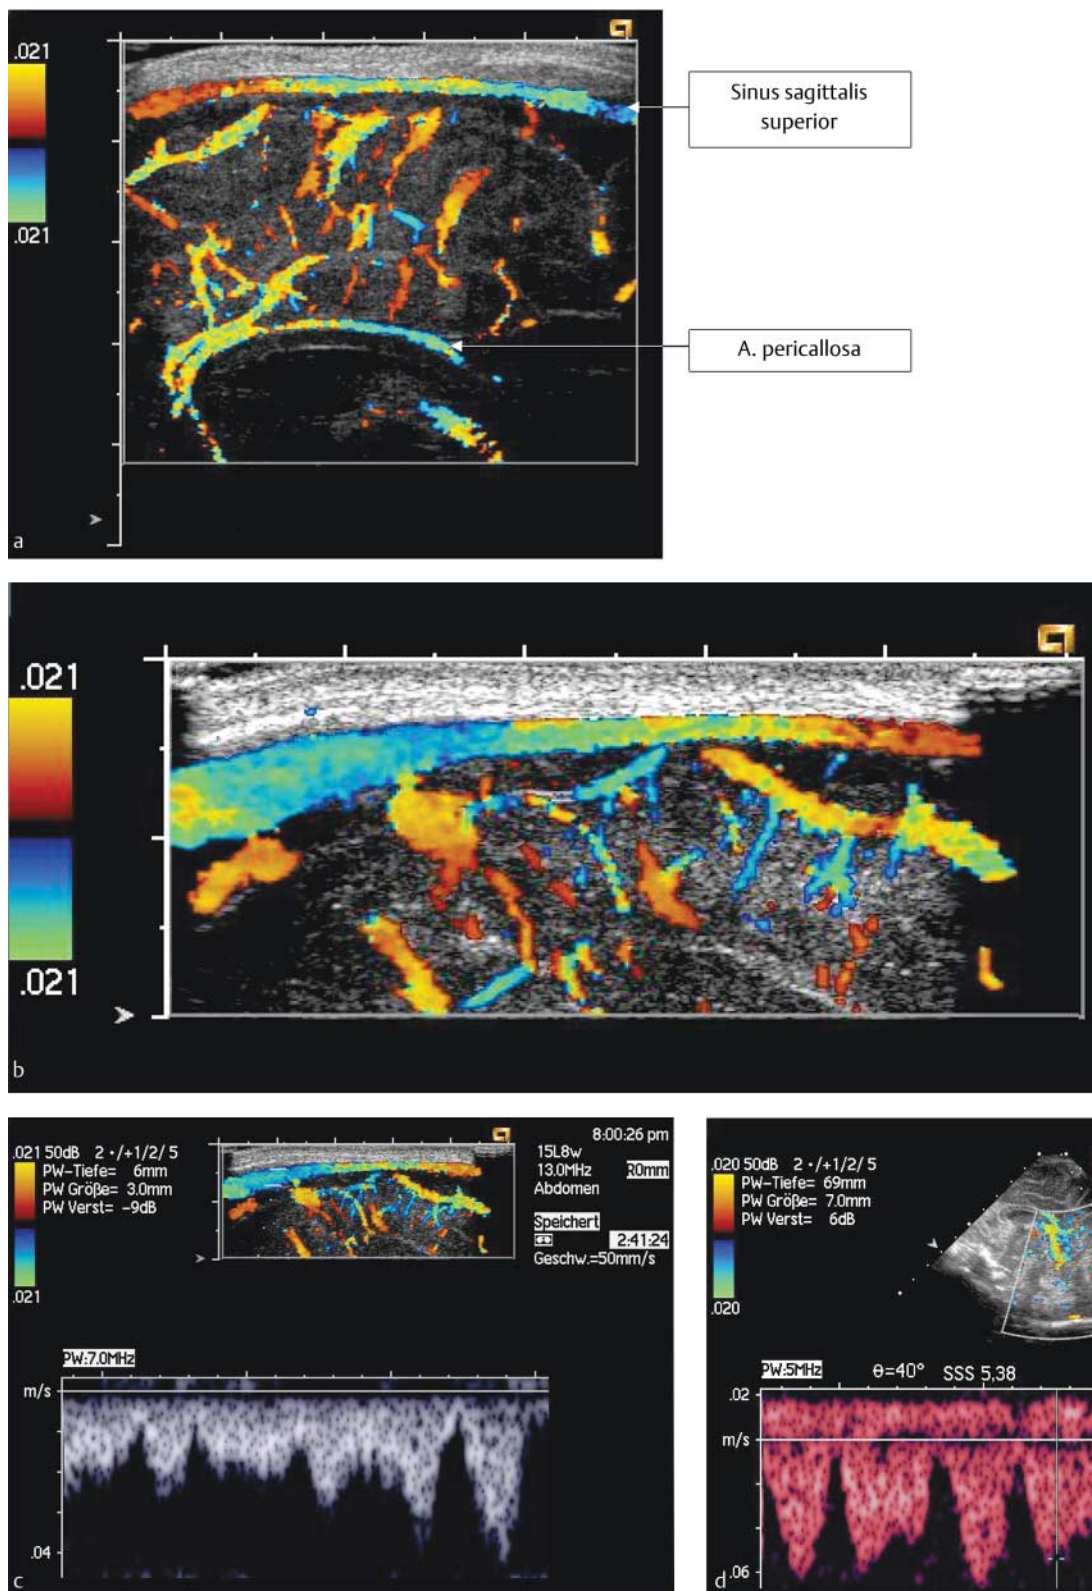 .021
.021
Sinus sagittalis
superior
A. pericallosa
a
.021
.021
b
8:00:26 pm
.021 50dB 2 •/+1/2/ 5
PW-Tiefe= 6mm
PW Größe= 3.0mm
PW Verst= -9dB
.021
15L8w
13.0MHz R0mm
Abdomen
Speichert
2:41:24
Geschw.=50mm/s
PW:7.0MHz
m/s
.04
c
.020 50dB 2 •/+1/2/ 5
PW-Tiefe= 69mm
PW Größe= 7.0mm
PW Verst= 6dB
.020
PW:5MHz θ=40° SSS 5,38
.02
m/s
.06
d